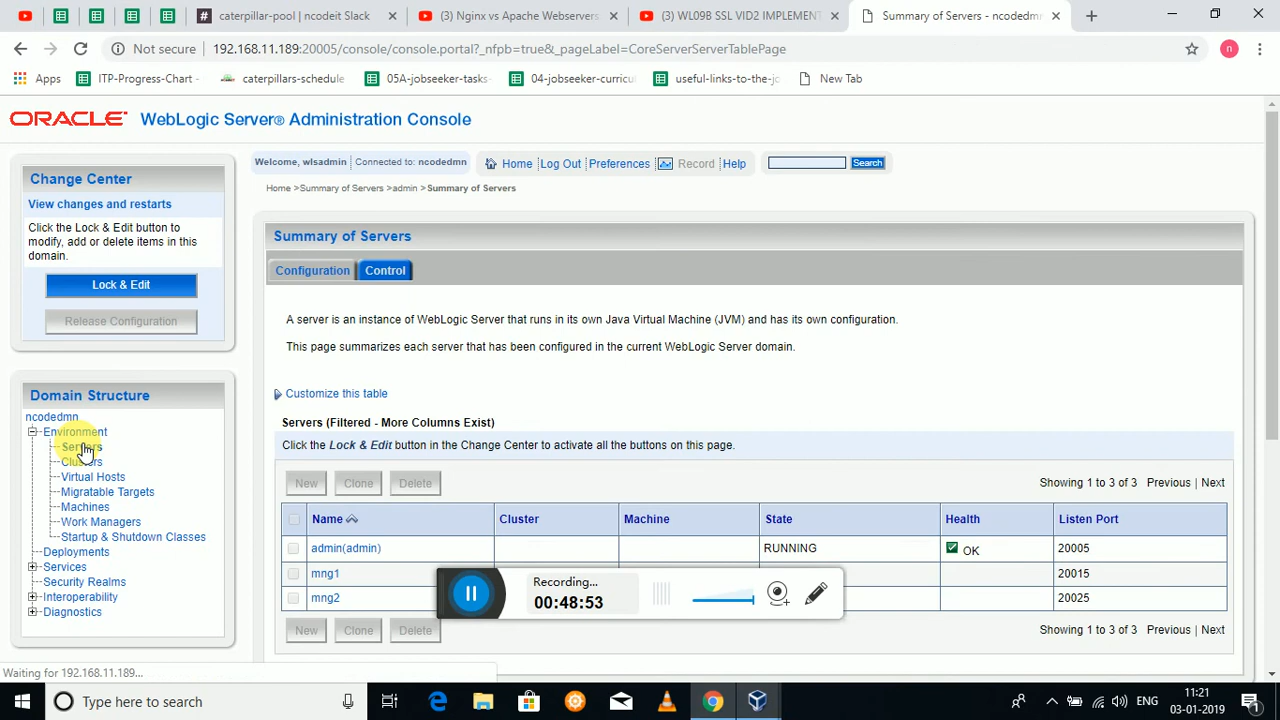 caterpillar-pool | ncodeit Slack
(3) Nginx vs Apache Webservers
(3) WL09B SSL VID2 IMPLEMENT
Summary of Servers - ncodedmn
Not secure
192.168.11.189:20005/console/console.portal?_nfpb=true&_pageLabel=CoreServerServerTablePage
n
Apps
ITP-Progress-Chart -
caterpillars-schedule
05A-jobseeker-tasks-
04-jobseeker-curricu
useful-links-to-the-jo
New Tab
ORACLE WebLogic Server® Administration Console
Change Center
View changes and restarts
Click the Lock & Edit button to
modify, add or delete items in this
domain.
Lock & Edit
Release Configuration
Domain Structure
ncodedmn
Environment
Servers
Clusters
Virtual Hosts
Migratable Targets
Machines
Work Managers
Startup & Shutdown Classes
Deployments
Services
Security Realms
Interoperability
Diagnostics
Welcome, wlsadmin
Connected to: ncodedmn
Home
Log Out
Preferences
Record
Help
Search
Home >Summary of Servers >admin >Summary of Servers
Summary of Servers
Configuration
Control
A server is an instance of WebLogic Server that runs in its own Java Virtual Machine (JVM) and has its own configuration.
This page summarizes each server that has been configured in the current WebLogic Server domain.
Customize this table
Servers (Filtered - More Columns Exist)
Click the Lock & Edit button in the Change Center to activate all the buttons on this page.
New
Clone
Delete
Showing 1 to 3 of 3 Previous | Next
Name
Cluster
Machine
State
Health
Listen Port
admin(admin)
RUNNING
OK
20005
mng1
20015
mng2
20025
New
Clone
Delete
Showing 1 to 3 of 3 Previous | Next
Recording...
00:48:53
Waiting for 192.168.11.189...
Type here to search
ENG
11:21
03-01-2019
1